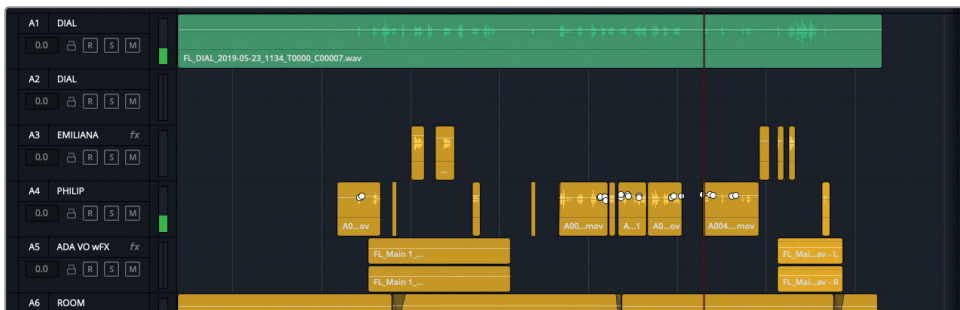 A1 DIAL
0.0 R S M
FL_DIAL_2019-05-23_1134_T0000_C00007.wav
A2 DIAL
0.0 R S M
A3 EMILIANA fx
0.0 R S M
...
A4 PHILIP
0.0 R S M
A0...ov
A00...mov
A...1
A0...ov
A004....mov
A5 ADA VO wFX fx
0.0 R S M
FL_Main 1_...
FL_Mai...av - L
FL_Main 1_...
FL_Mai...av - R
A6 ROOM